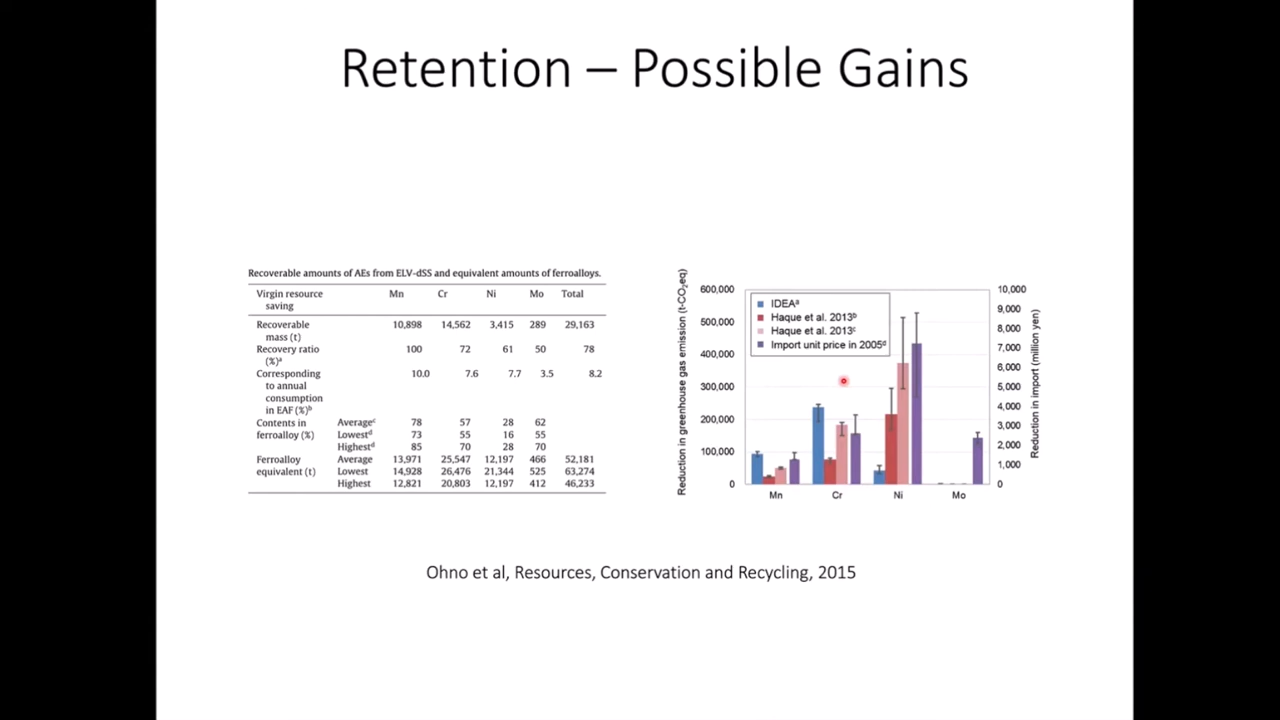 Retention – Possible Gains
Recoverable amounts of AEs from ELV-dSS and equivalent amounts of ferroalloys.
Virgin resource saving Mn Cr Ni Mo Total
Recoverable mass (t) 10,898 14,562 3,415 289 29,163
Recovery ratio (%)ᵃ 100 72 61 50 78
Corresponding to annual consumption in EAF (%)ᵇ 10.0 7.6 7.7 3.5 8.2
Contents in ferroalloy (%) Averageᶜ 78 57 28 62
Lowestᵈ 73 55 16 55
Highestᵈ 85 70 28 70
Ferroalloy equivalent (t) Average 13,971 25,547 12,197 466 52,181
Lowest 14,928 26,476 21,344 525 63,274
Highest 12,821 20,803 12,197 412 46,233
Reduction in greenhouse gas emission (t-CO₂eq)
600,000
500,000
400,000
300,000
200,000
100,000
0
IDEAᵃ
Haque et al. 2013ᵇ
Haque et al. 2013ᶜ
Import unit price in 2005ᵈ
Mn Cr Ni Mo
10,000
9,000
8,000
7,000
6,000
5,000
4,000
3,000
2,000
1,000
0
Reduction in import (million yen)
Ohno et al, Resources, Conservation and Recycling, 2015